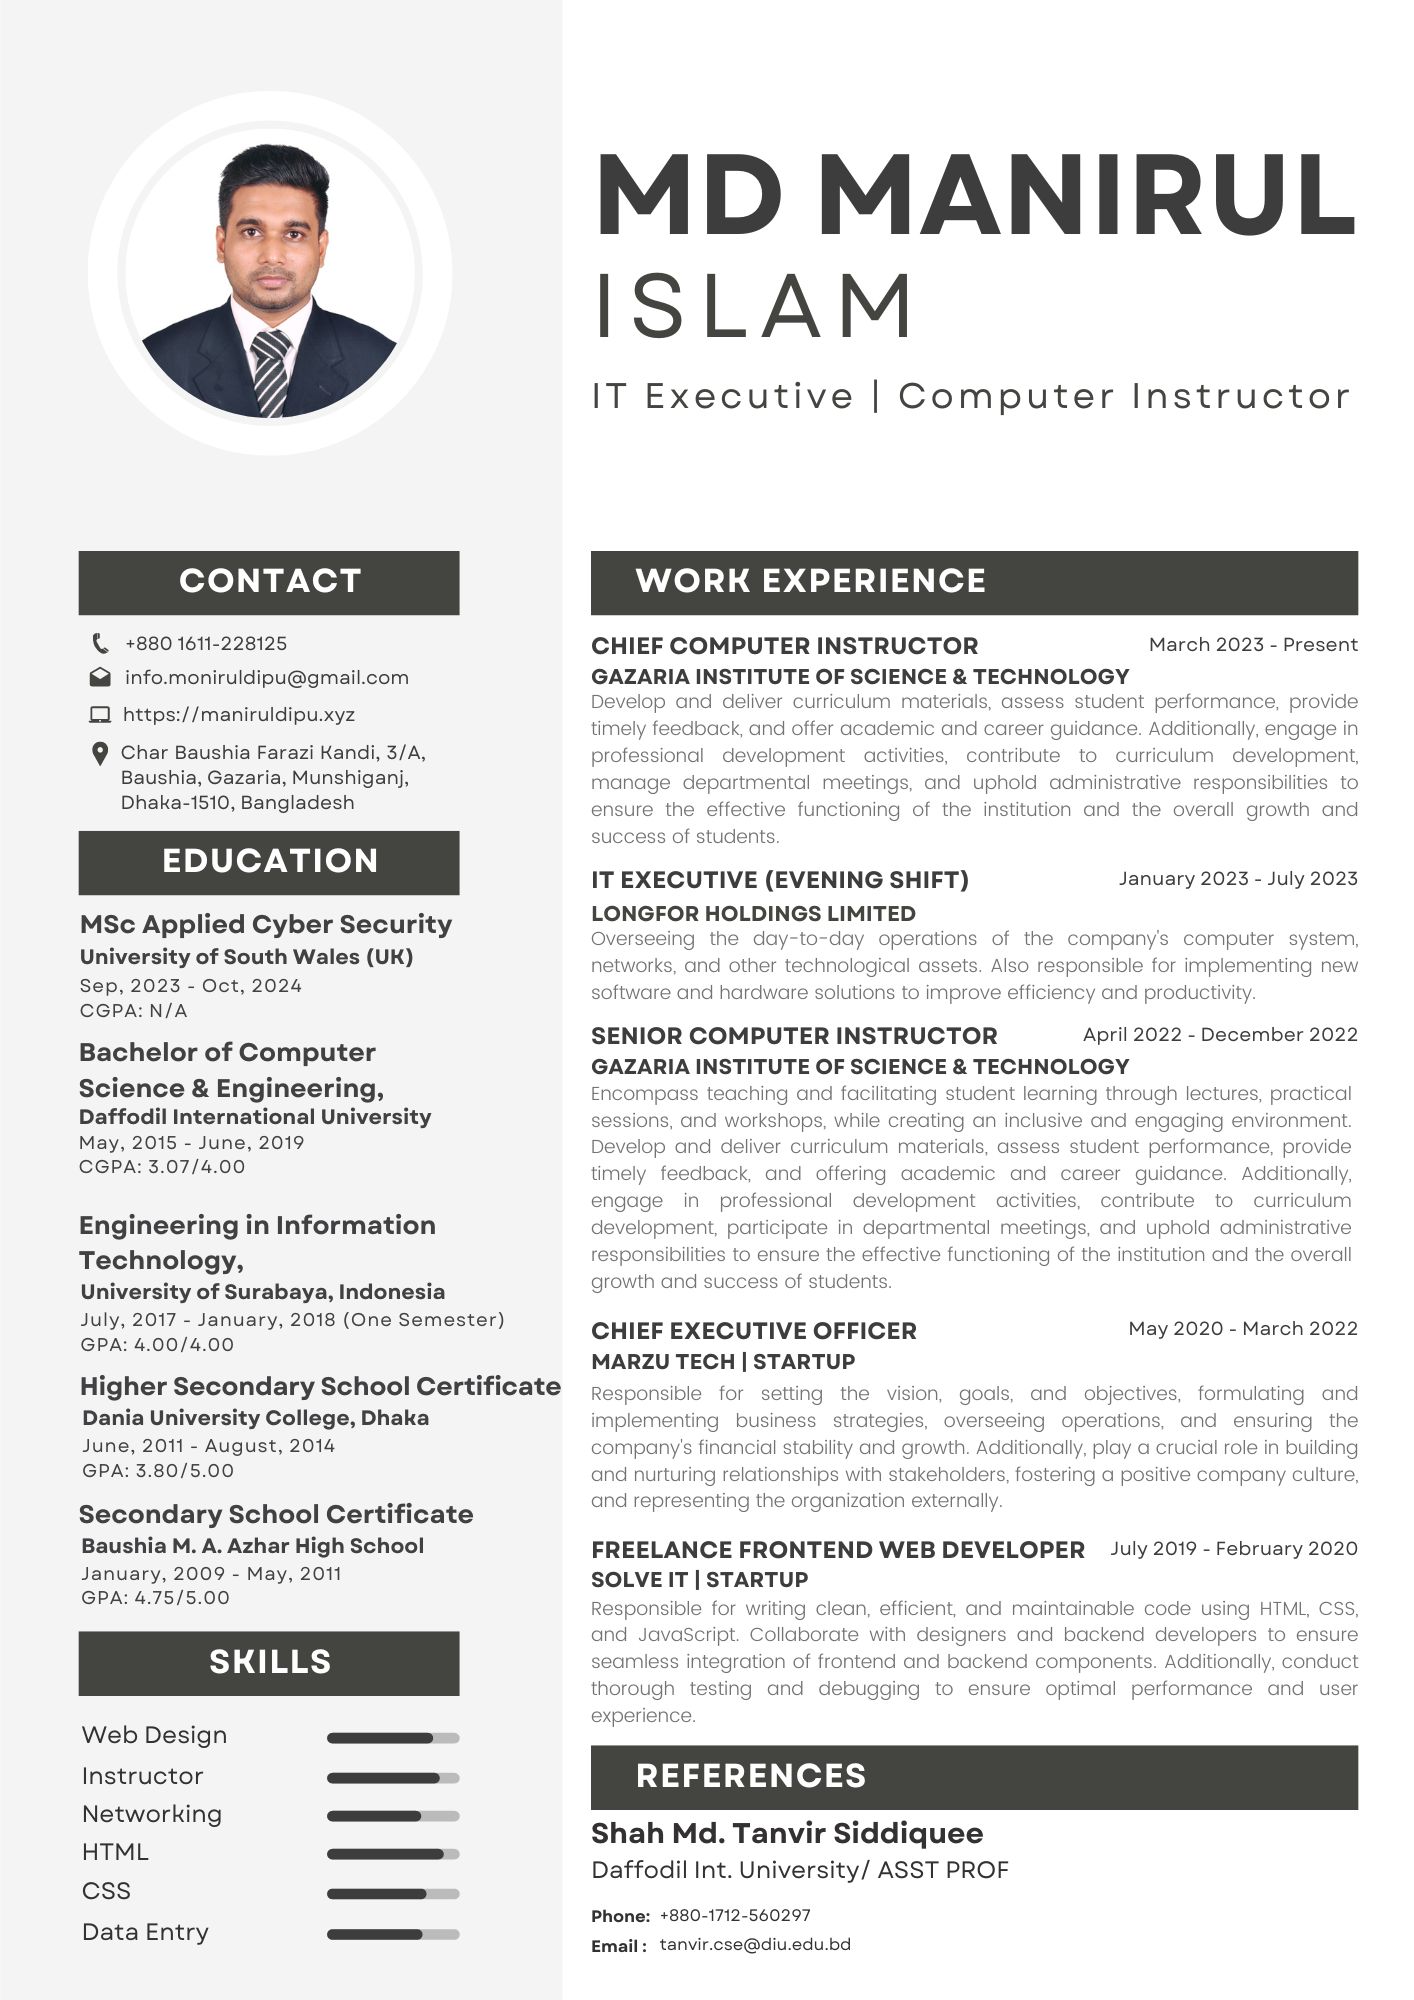 MD MANIRUL
ISLAM
IT Executive | Computer Instructor
CONTACT
+880 1611-228125
info.moniruldipu@gmail.com
https://maniruldipu.xyz
Char Baushia Farazi Kandi, 3/A,
Baushia, Gazaria, Munshiganj,
Dhaka-1510, Bangladesh
EDUCATION
MSc Applied Cyber Security
University of South Wales (UK)
Sep, 2023 - Oct, 2024
CGPA: N/A
Bachelor of Computer
Science & Engineering,
Daffodil International University
May, 2015 - June, 2019
CGPA: 3.07/4.00
Engineering in Information
Technology,
University of Surabaya, Indonesia
July, 2017 - January, 2018 (One Semester)
GPA: 4.00/4.00
Higher Secondary School Certificate
Dania University College, Dhaka
June, 2011 - August, 2014
GPA: 3.80/5.00
Secondary School Certificate
Baushia M. A. Azhar High School
January, 2009 - May, 2011
GPA: 4.75/5.00
SKILLS
Web Design
Instructor
Networking
HTML
CSS
Data Entry
WORK EXPERIENCE
CHIEF COMPUTER INSTRUCTOR March 2023 - Present
GAZARIA INSTITUTE OF SCIENCE & TECHNOLOGY
Develop and deliver curriculum materials, assess student performance, provide
timely feedback, and offer academic and career guidance. Additionally, engage in
professional development activities, contribute to curriculum development,
manage departmental meetings, and uphold administrative responsibilities to
ensure the effective functioning of the institution and the overall growth and
success of students.
IT EXECUTIVE (EVENING SHIFT) January 2023 - July 2023
LONGFOR HOLDINGS LIMITED
Overseeing the day-to-day operations of the company's computer system,
networks, and other technological assets. Also responsible for implementing new
software and hardware solutions to improve efficiency and productivity.
SENIOR COMPUTER INSTRUCTOR April 2022 - December 2022
GAZARIA INSTITUTE OF SCIENCE & TECHNOLOGY
Encompass teaching and facilitating student learning through lectures, practical
sessions, and workshops, while creating an inclusive and engaging environment.
Develop and deliver curriculum materials, assess student performance, provide
timely feedback, and offering academic and career guidance. Additionally,
engage in professional development activities, contribute to curriculum
development, participate in departmental meetings, and uphold administrative
responsibilities to ensure the effective functioning of the institution and the overall
growth and success of students.
CHIEF EXECUTIVE OFFICER May 2020 - March 2022
MARZU TECH | STARTUP
Responsible for setting the vision, goals, and objectives, formulating and
implementing business strategies, overseeing operations, and ensuring the
company's financial stability and growth. Additionally, play a crucial role in building
and nurturing relationships with stakeholders, fostering a positive company culture,
and representing the organization externally.
FREELANCE FRONTEND WEB DEVELOPER July 2019 - February 2020
SOLVE IT | STARTUP
Responsible for writing clean, efficient, and maintainable code using HTML, CSS,
and JavaScript. Collaborate with designers and backend developers to ensure
seamless integration of frontend and backend components. Additionally, conduct
thorough testing and debugging to ensure optimal performance and user
experience.
REFERENCES
Shah Md. Tanvir Siddiquee
Daffodil Int. University/ ASST PROF
Phone: +880-1712-560297
Email : tanvir.cse@diu.edu.bd